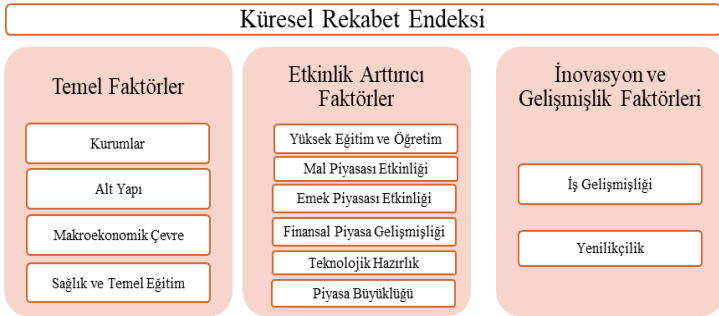 Küresel Rekabet Endeksi
Temel Faktörler
Kurumlar
Alt Yapı
Makroekonomik Çevre
Sağlık ve Temel Eğitim
Etkinlik Arttırıcı
Faktörler
Yüksek Eğitim ve Öğretim
Mal Piyasası Etkinliği
Emek Piyasası Etkinliği
Finansal Piyasa Gelişmişliği
Teknolojik Hazırlık
Piyasa Büyüklüğü
İnovasyon ve
Gelişmişlik Faktörleri
İş Gelişmişliği
Yenilikçilik